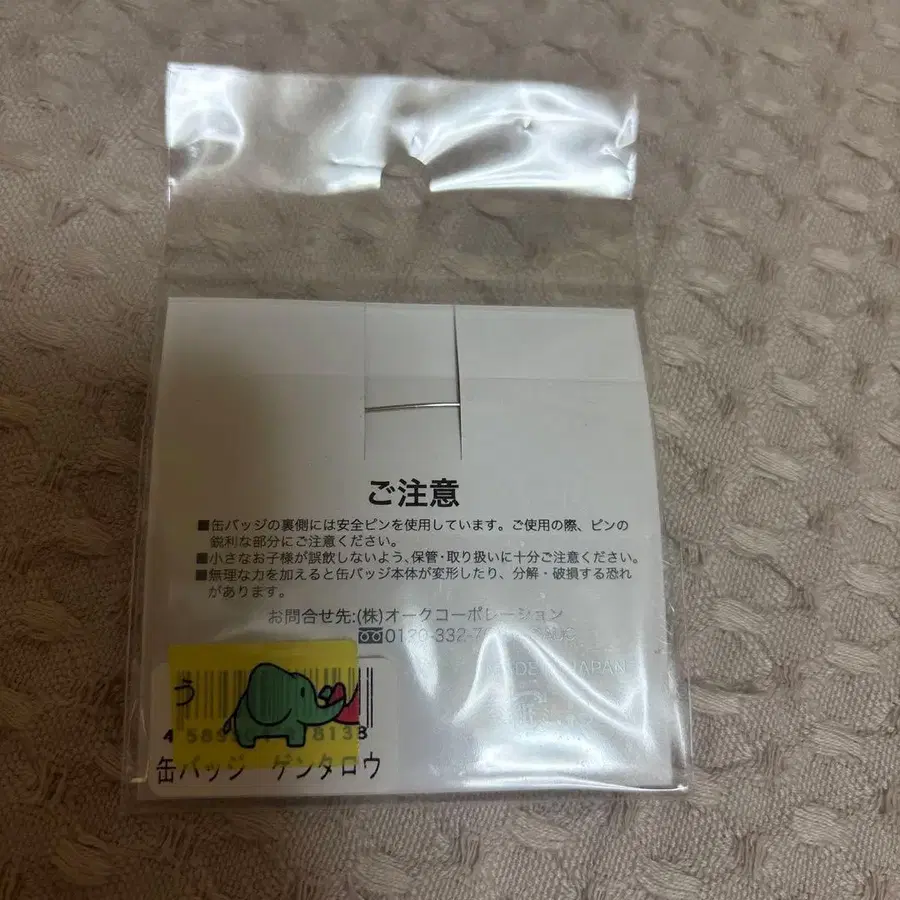 ご注意
■缶バッジの裏側には安全ピンを使用しています。ご使用の際、ピンの
鋭利な部分にご注意ください。
■小さなお子様が誤飲しないよう、保管・取り扱いに十分ご注意ください。
■無理な力を加えると缶バッジ本体が変形したり、分解・破損する恐れ
があります。
お問合せ先:(株)オークコーポレーション
0120-332-7
JAPAN
う
4 589 8138
缶バッジ ゲンタロウ